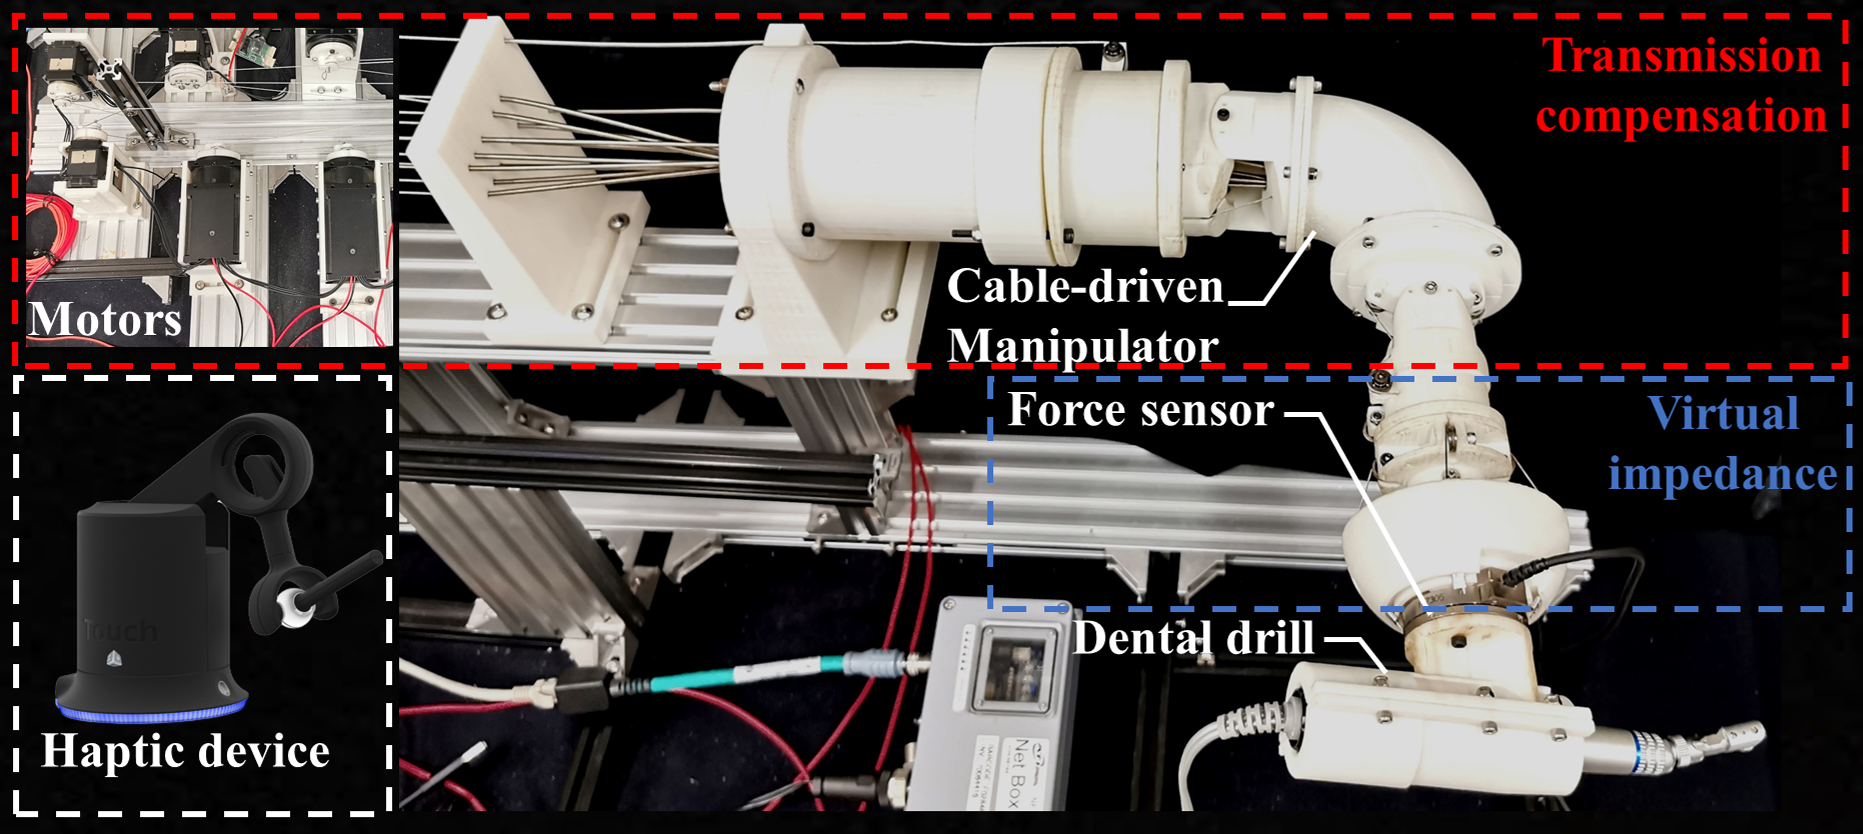 Transmission
compensation
Motors
Cable-driven
Manipulator
Force sensor
Virtual
impedance
Touch
Dental drill
Haptic device
Net Box